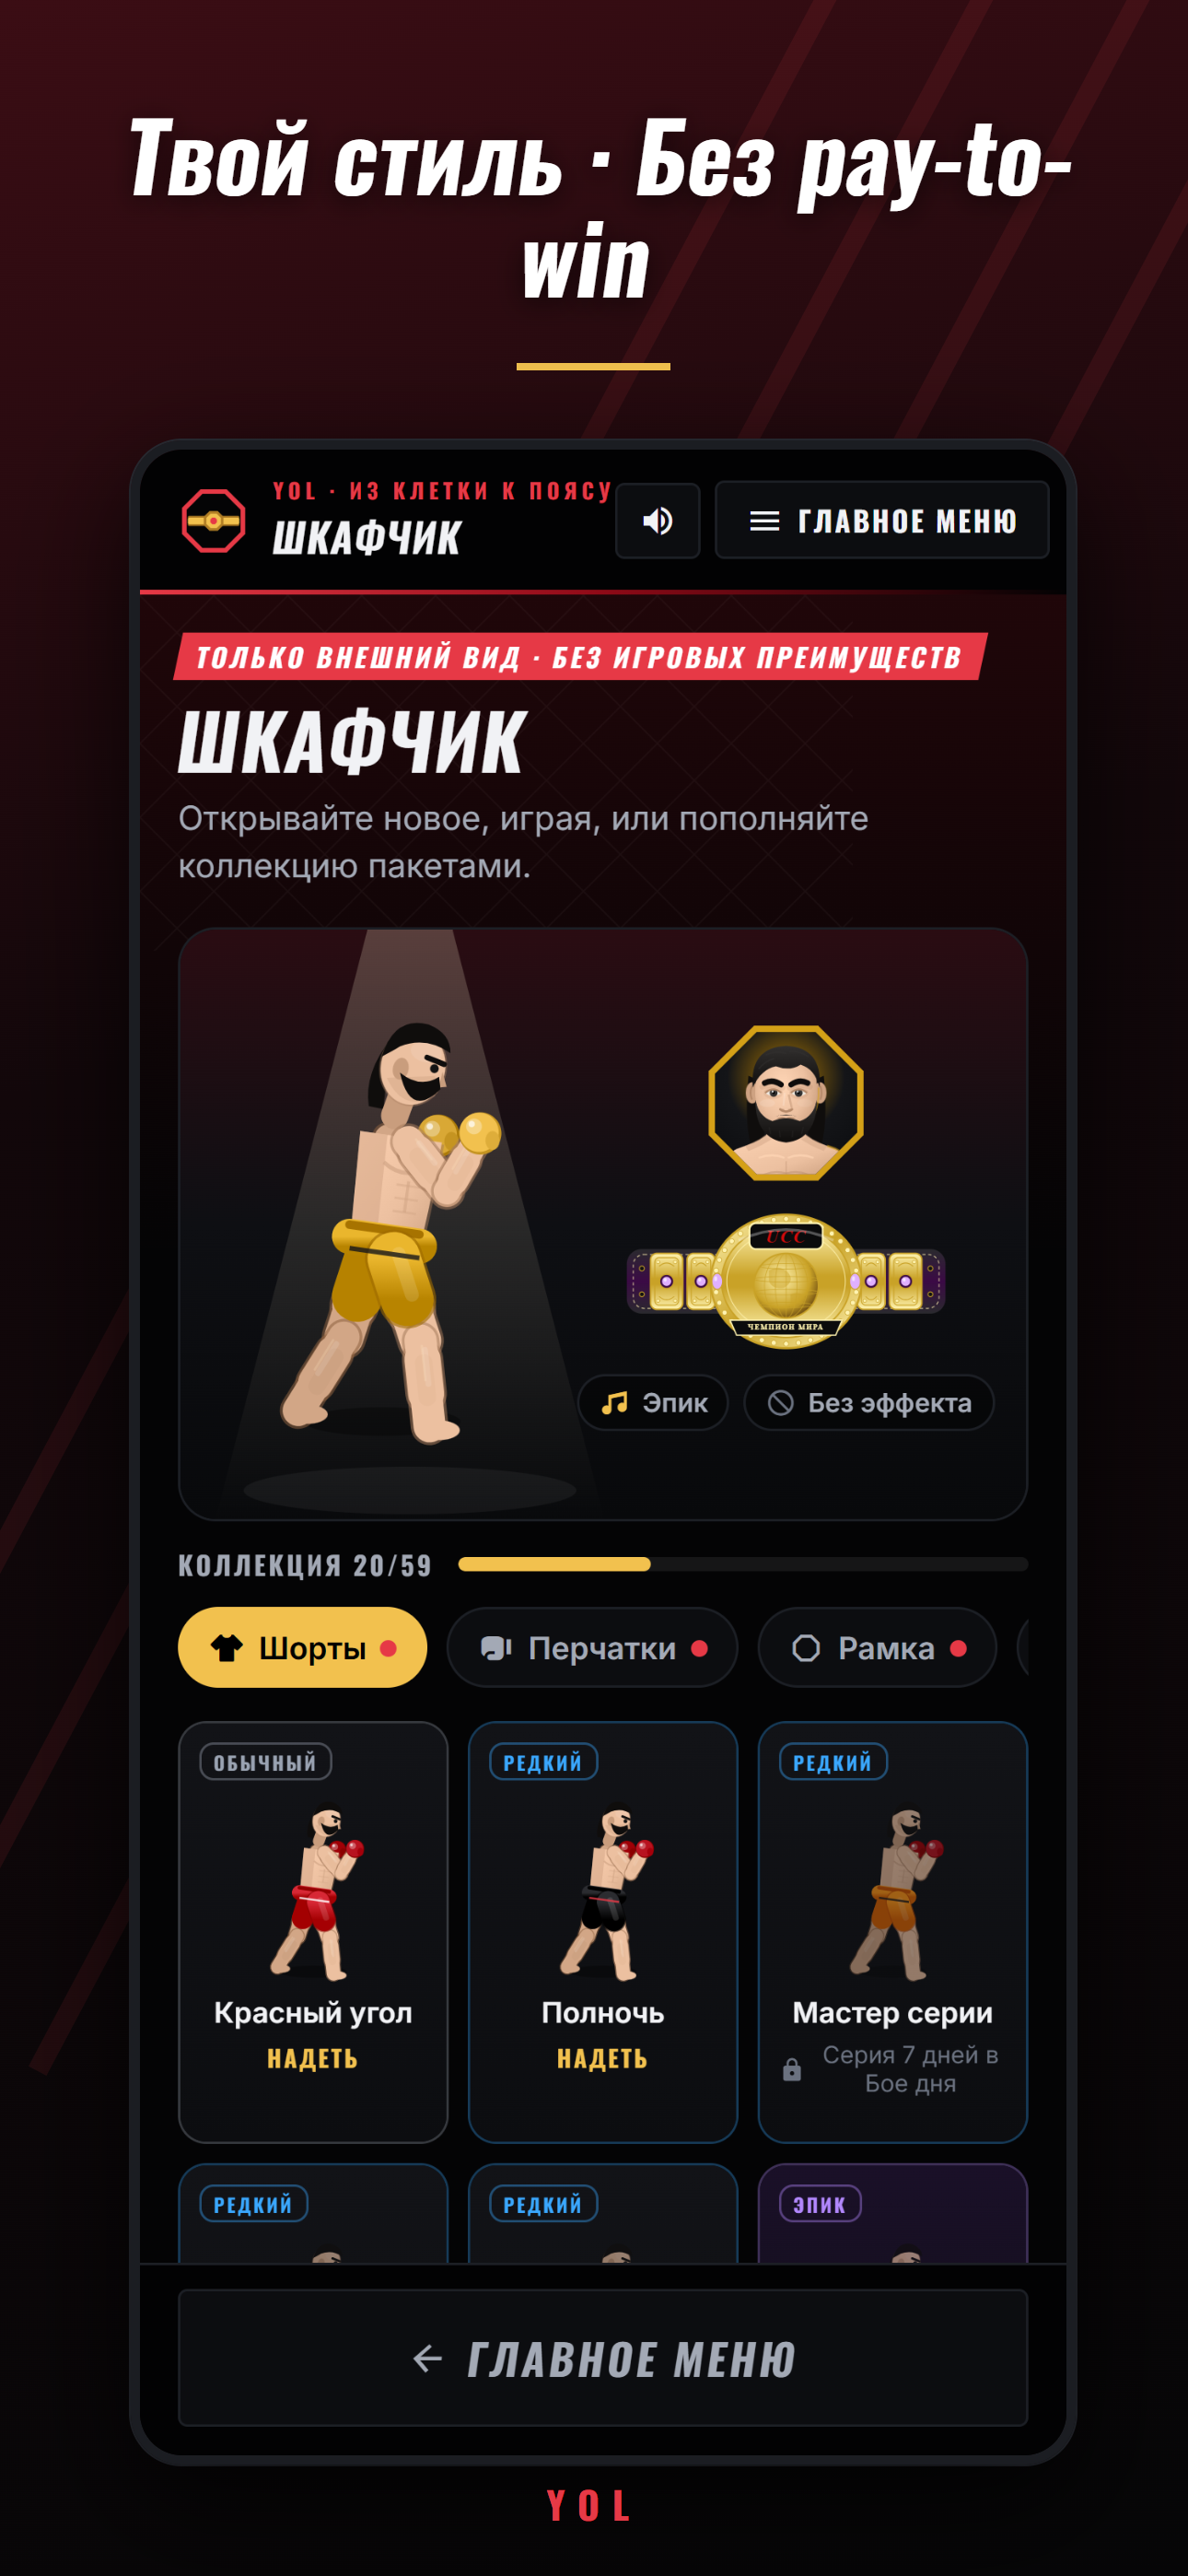 Твой стиль · Без pay-to-
win
YOL · ИЗ КЛЕТКИ К ПОЯСУ
ШКАФЧИК
ГЛАВНОЕ МЕНЮ
ТОЛЬКО ВНЕШНИЙ ВИД · БЕЗ ИГРОВЫХ ПРЕИМУЩЕСТВ
ШКАФЧИК
Открывайте новое, играя, или пополняйте
коллекцию пакетами.
UCC
ЧЕМПИОН МИРА
Эпик
Без эффекта
КОЛЛЕКЦИЯ 20/59
Шорты
Перчатки
Рамка
ОБЫЧНЫЙ
Красный угол
НАДЕТЬ
РЕДКИЙ
Полночь
НАДЕТЬ
РЕДКИЙ
Мастер серии
Серия 7 дней в
Бое дня
РЕДКИЙ
РЕДКИЙ
ЭПИК
ГЛАВНОЕ МЕНЮ
YOL